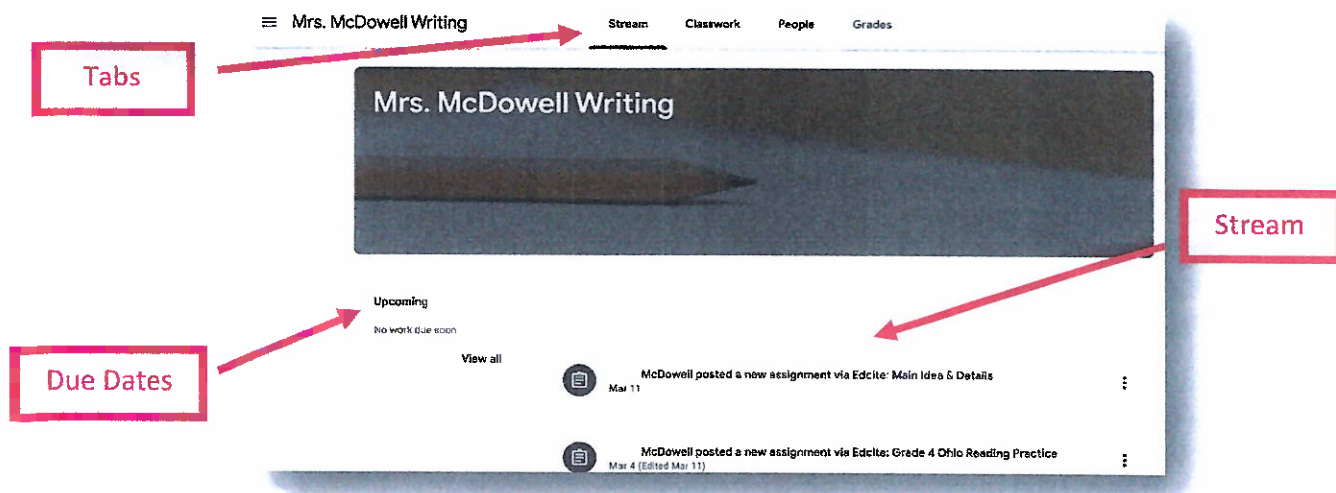 Mrs. McDowell Writing
Stream Classwork People Grades
Tabs
Mrs. McDowell Writing
Stream
Upcoming
No work due soon
View all
Due Dates
McDowell posted a new assignment via Edcite: Main Idea & Details
Mar 11
McDowell posted a new assignment via Edcite: Grade 4 Ohio Reading Practice
Mar 4 (Edited Mar 11)